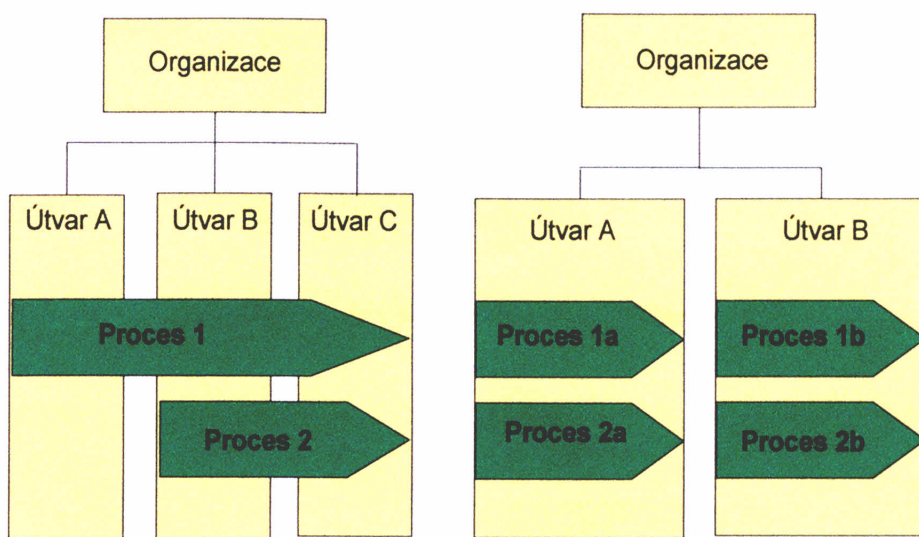 Organizace
Útvar A
Útvar B
Útvar C
Proces 1
Proces 2
Organizace
Útvar A
Útvar B
Proces 1a
Proces 1b
Proces 2a
Proces 2b